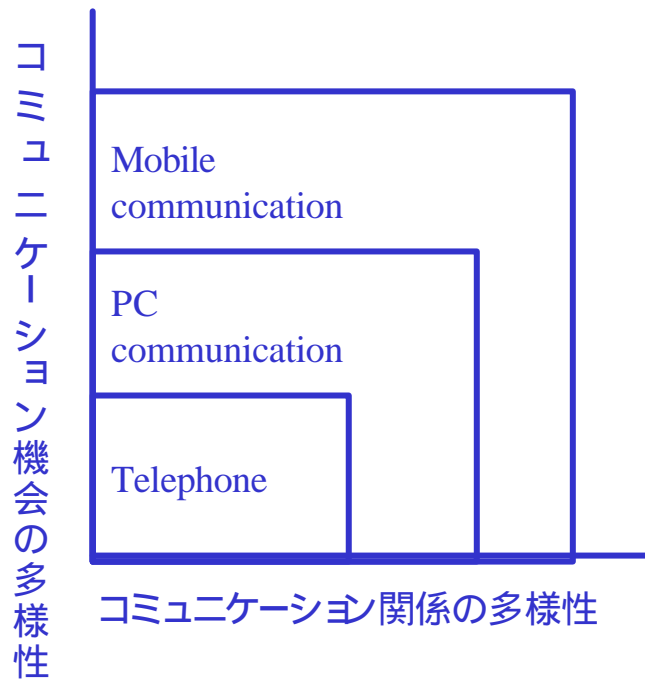 コミュニケーション機会の多様性
Mobile
communication
PC
communication
Telephone
コミュニケーション関係の多様性